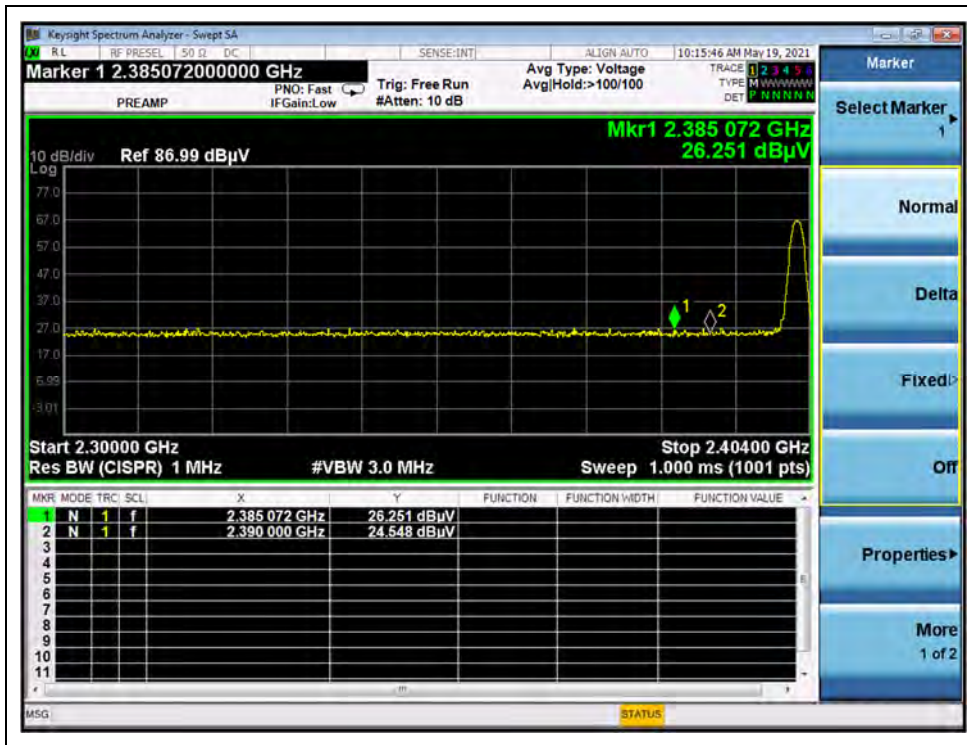 Keysight Spectrum Analyzer - Swept SA
RL RF PRESEL 50 Ω DC SENSE:INT ALIGN AUTO 10:15:46 AM May 19, 2021
Marker 1 2.385072000000 GHz
PREAMP
PNO: Fast
IFGain:Low
Trig: Free Run
#Atten: 10 dB
Avg Type: Voltage
Avg|Hold:>100/100
TRACE 1 2 3 4 5 6
TYPE M WWWWW
DET P N N N N N
Mkr1 2.385 072 GHz
26.251 dBµV
10 dB/div Ref 86.99 dBµV
Log
77.0
67.0
57.0
47.0
37.0
27.0
17.0
6.99
-3.01
1
2
Start 2.30000 GHz Stop 2.40400 GHz
Res BW (CISPR) 1 MHz #VBW 3.0 MHz Sweep 1.000 ms (1001 pts)
MKR MODE TRC SCL X Y FUNCTION FUNCTION WIDTH FUNCTION VALUE
1 N 1 f 2.385 072 GHz 26.251 dBµV
2 N 1 f 2.390 000 GHz 24.548 dBµV
3
4
5
6
7
8
9
10
11
MSG STATUS
Marker
Select Marker
1
Normal
Delta
Fixed
Off
Properties
More
1 of 2